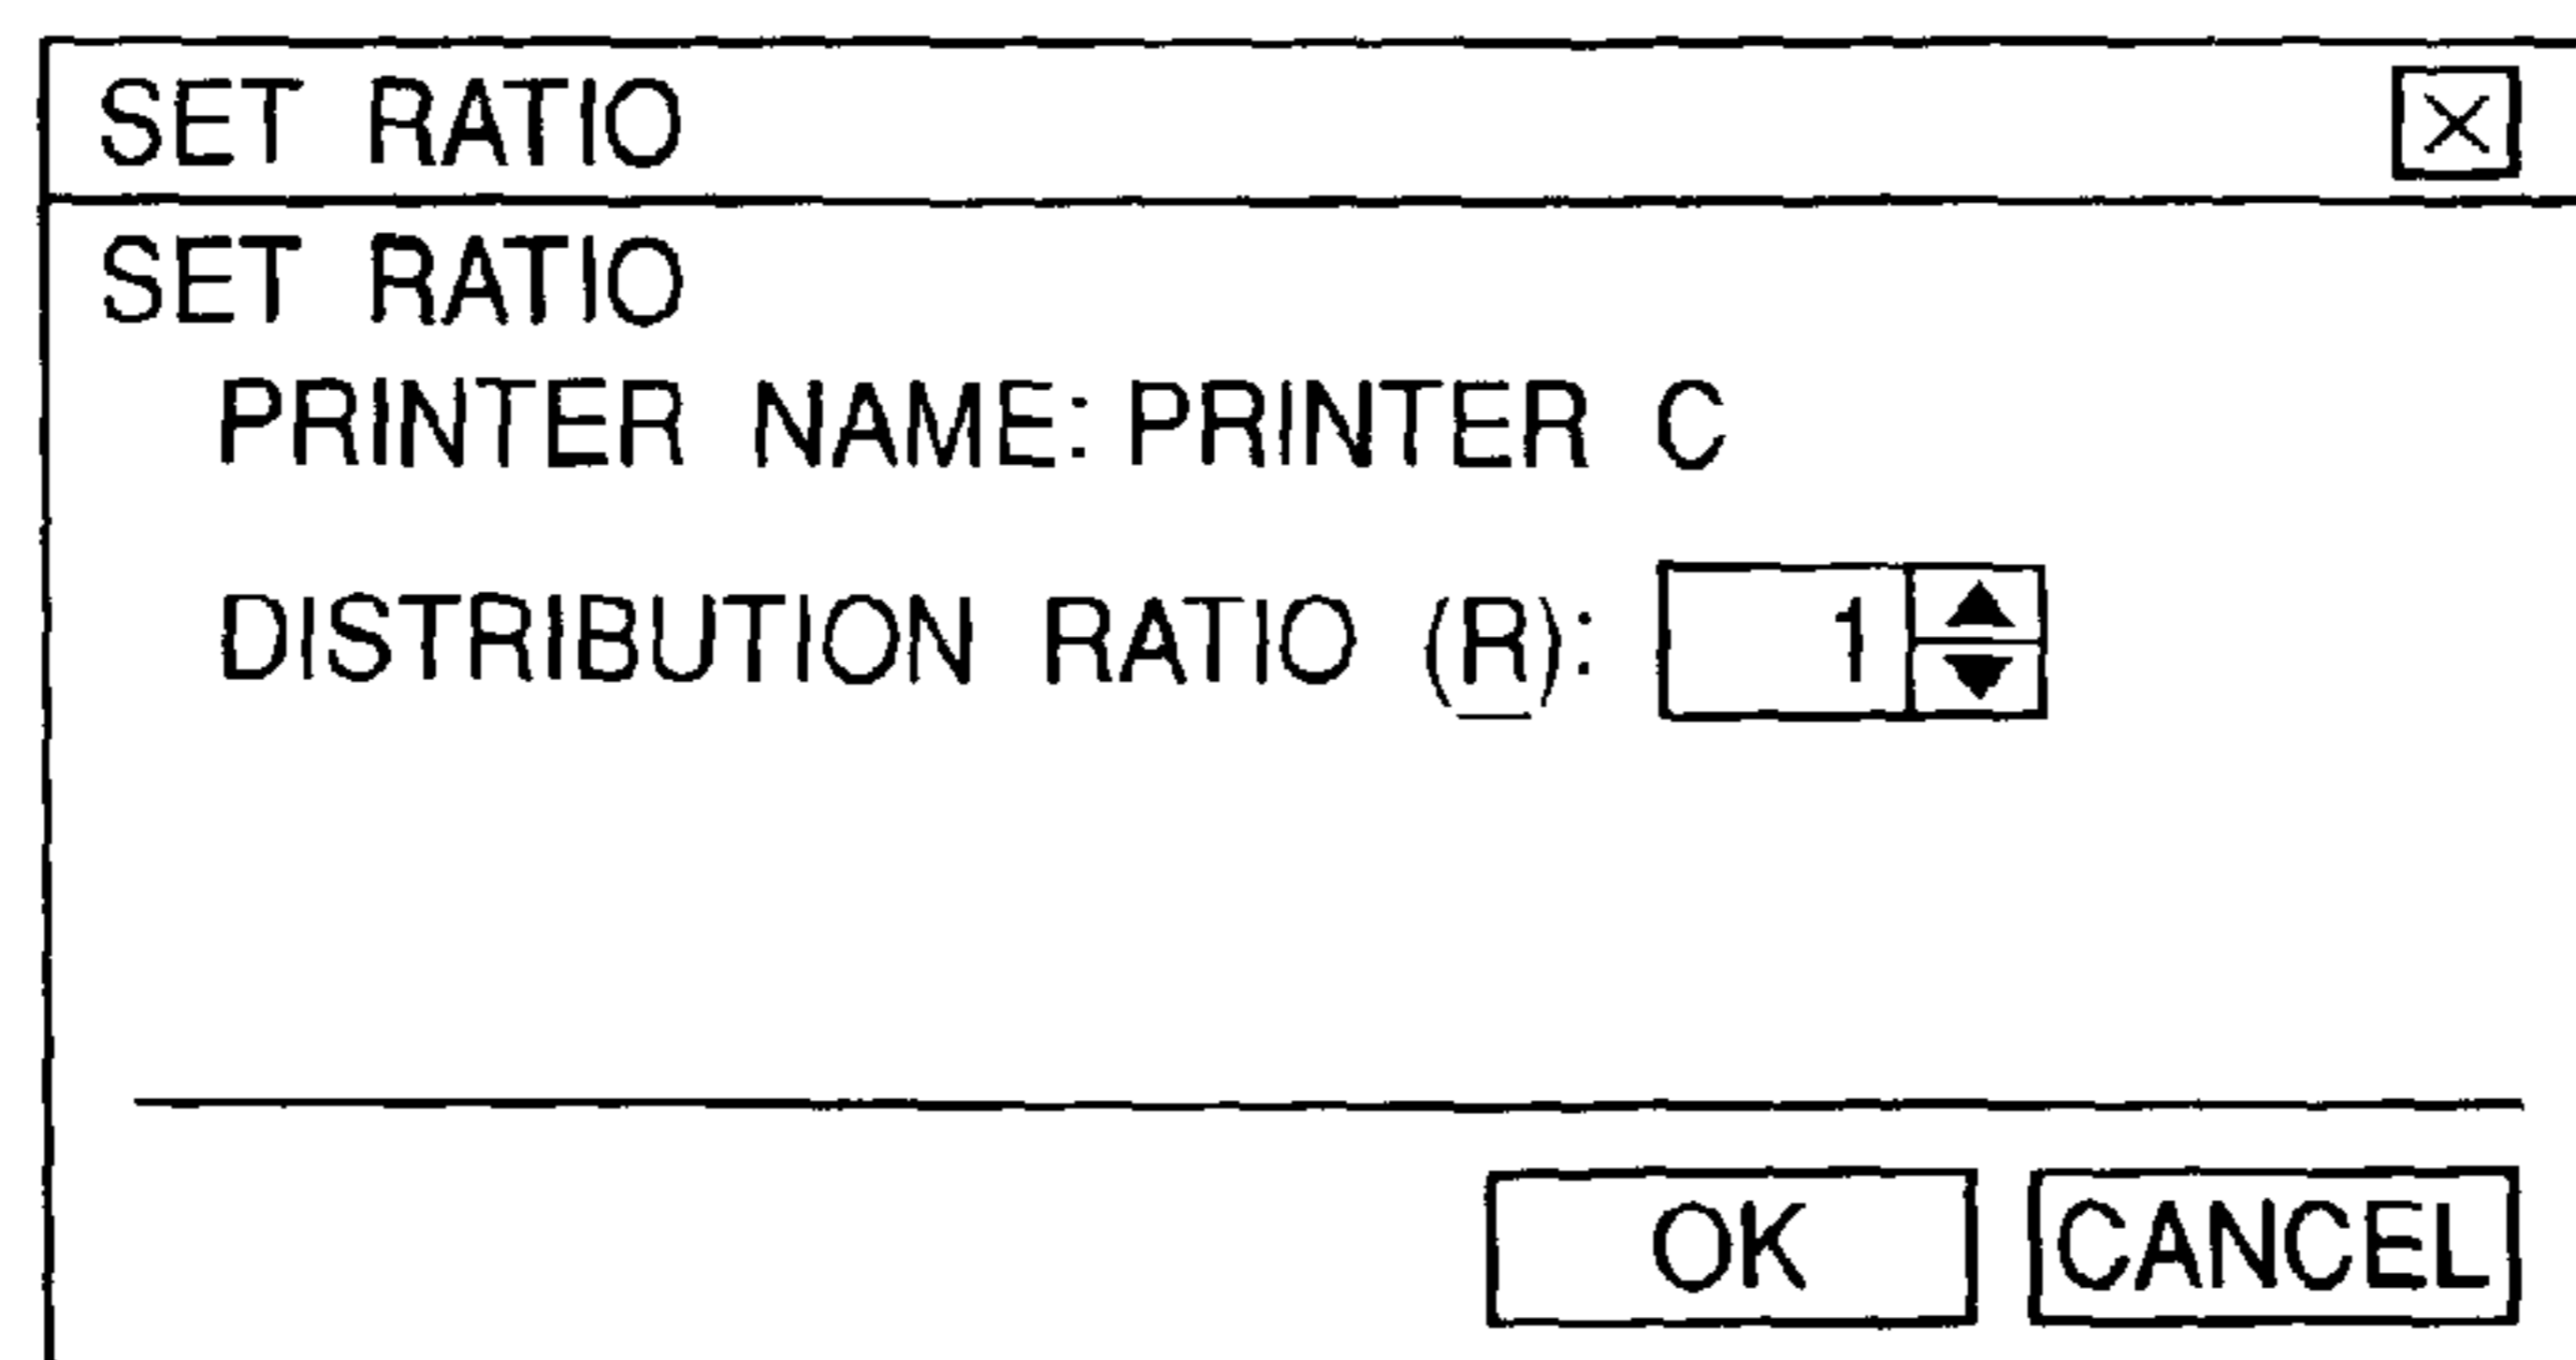 SET RATIO
SET RATIO
PRINTER NAME: PRINTER C
DISTRIBUTION RATIO (R): 1
OK CANCEL